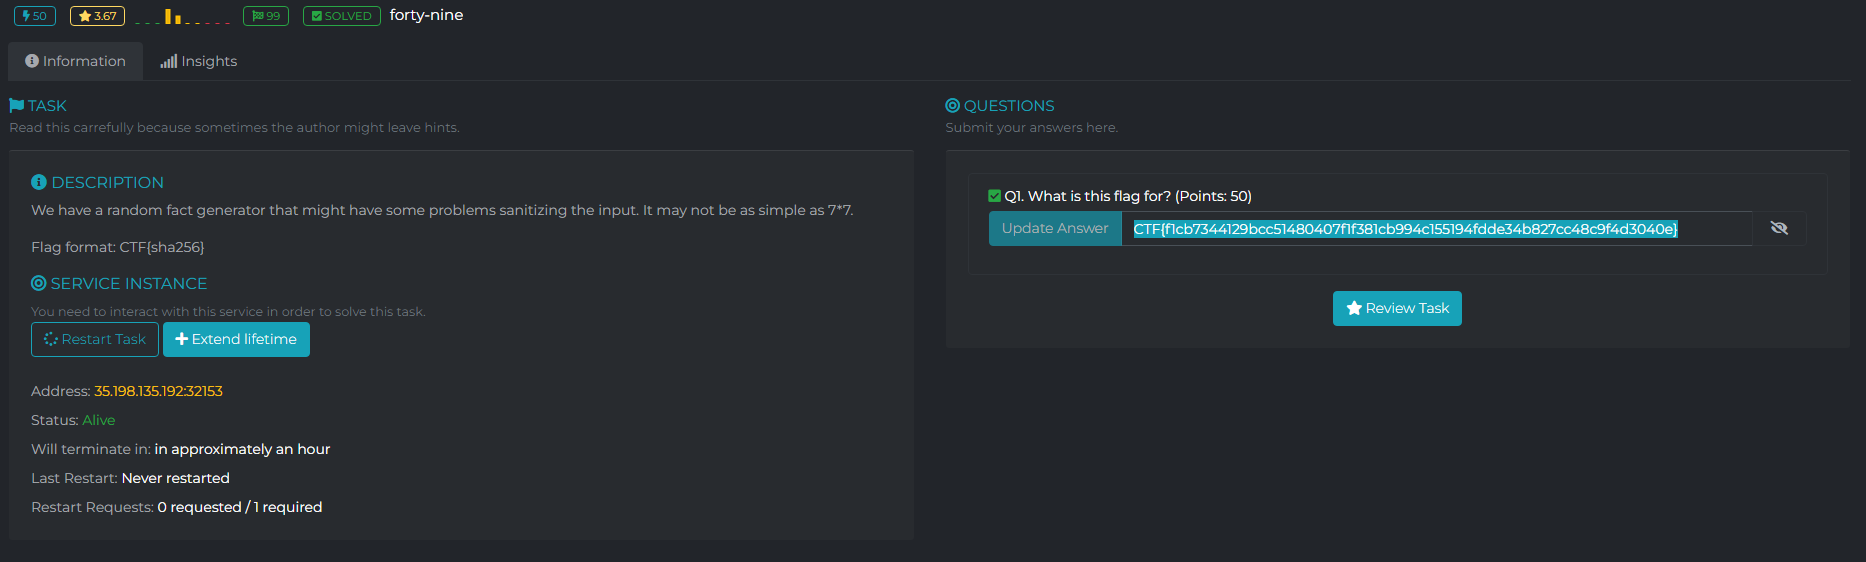 50 3.67 99 SOLVED forty-nine
Information Insights
TASK
Read this carrefully because sometimes the author might leave hints.
DESCRIPTION
We have a random fact generator that might have some problems sanitizing the input. It may not be as simple as 7*7.
Flag format: CTF{sha256}
SERVICE INSTANCE
You need to interact with this service in order to solve this task.
Restart Task Extend lifetime
Address: 35.198.135.192:32153
Status: Alive
Will terminate in: in approximately an hour
Last Restart: Never restarted
Restart Requests: 0 requested / 1 required
QUESTIONS
Submit your answers here.
Q1. What is this flag for? (Points: 50)
Update Answer CTF{f1cb7344129bcc51480407f1f381cb994c155194fdde34b827cc48c9f4d3040e}
Review Task